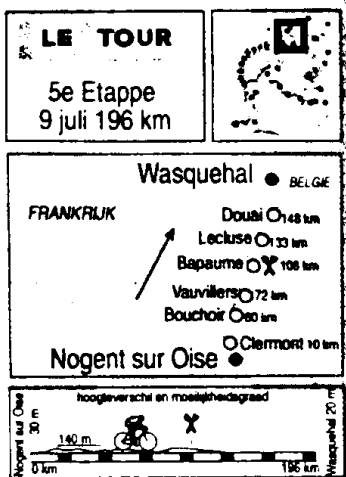 LE TOUR
5e Etappe
9 juli 196 km
Wasquehal
BELGIE
FRANKRIJK
Douai 148 km
Lecluse 133 km
Bapaume 108 km
Vauvillers 72 km
Bouchoir 60 km
Clermont 10 km
Nogent sur Oise
hoogteverschil en moeilijkheidsgraad
Nogent sur Oise
30 m
140 m
Wasquehal 20 m
0 km
196 km